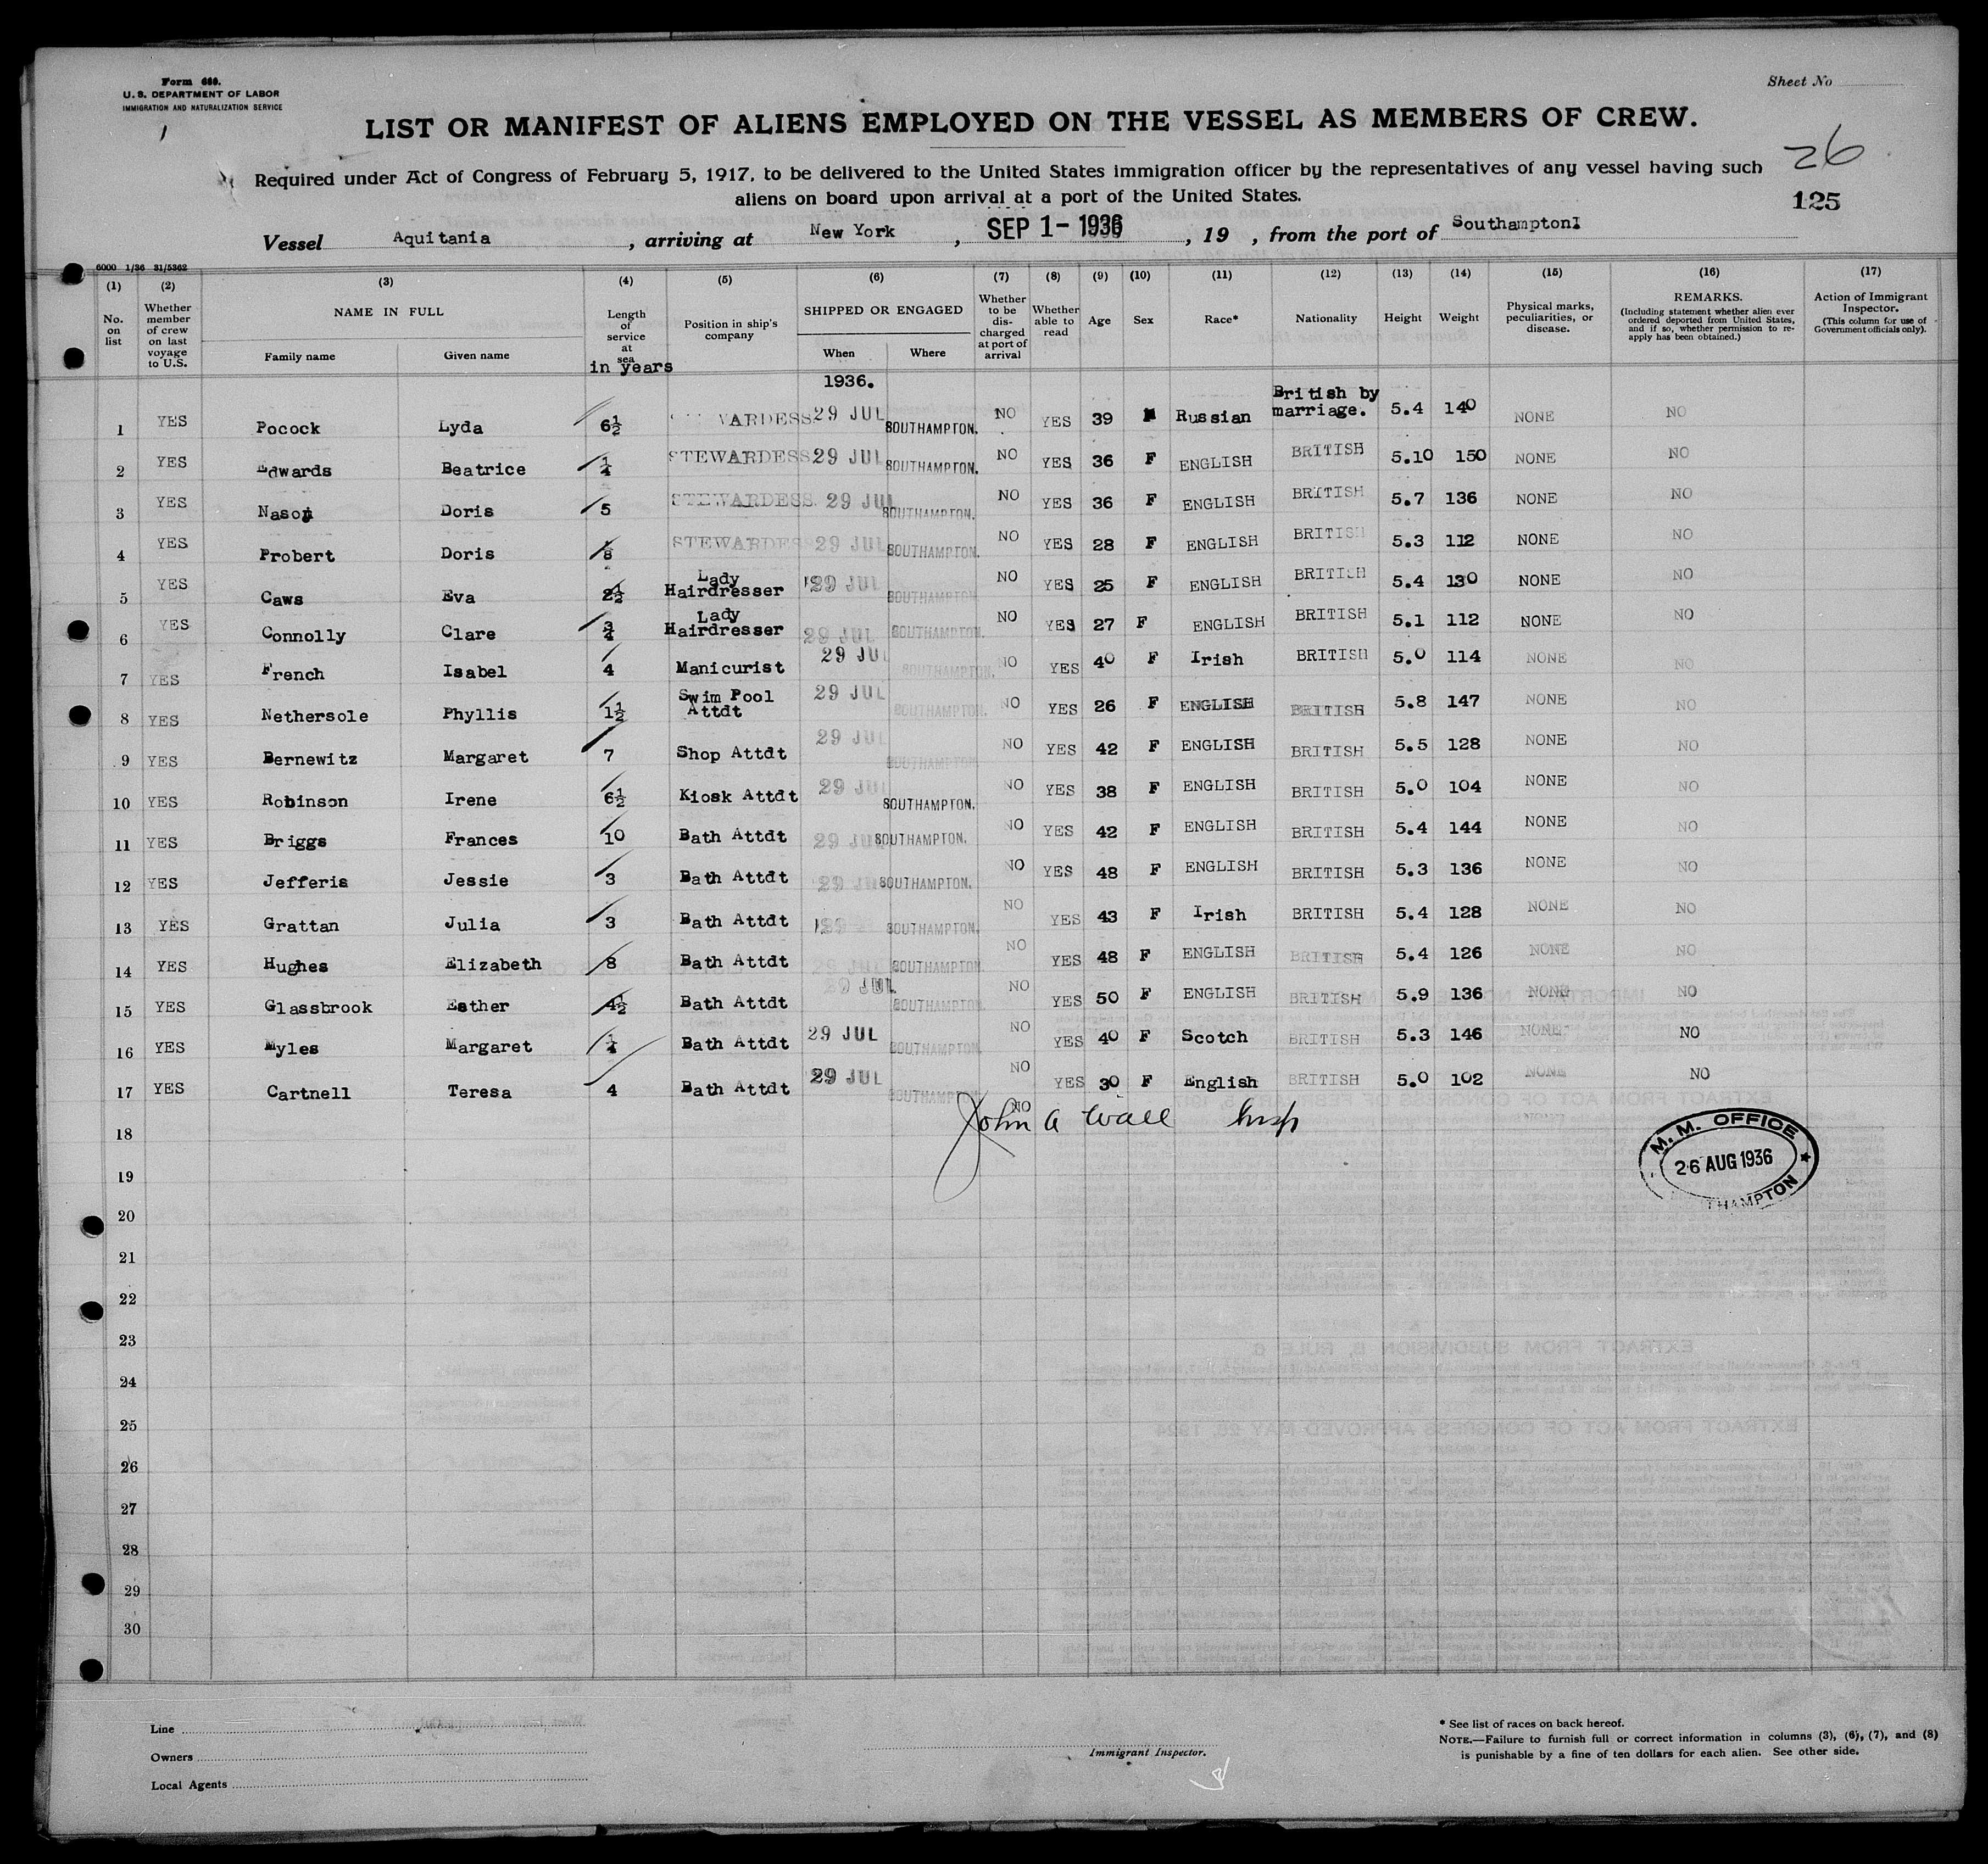 Form 680.
U. S. DEPARTMENT OF LABOR
IMMIGRATION AND NATURALIZATION SERVICE
Sheet No
LIST OR MANIFEST OF ALIENS EMPLOYED ON THE VESSEL AS MEMBERS OF CREW.
26
Required under Act of Congress of February 5, 1917, to be delivered to the United States immigration officer by the representatives of any vessel having such
aliens on board upon arrival at a port of the United States.
125
Vessel Aquitania, arriving at New York, SEP 1 - 1936, 19 , from the port of Southampton1
6000 1/36 31/5362
(1) (2) (3) (4) (5) (6) (7) (8) (9) (10) (11) (12) (13) (14) (15) (16) (17)
No. on list
Whether member of crew on last voyage to U.S.
NAME IN FULL
Family name Given name
Length of service at sea in years
Position in ship's company
SHIPPED OR ENGAGED
When Where
Whether to be discharged at port of arrival
Whether able to read
Age Sex Race* Nationality Height Weight
Physical marks, peculiarities, or disease.
REMARKS.
(Including statement whether alien ever ordered deported from United States, and if so, whether permission to reapply has been obtained.)
Action of Immigrant Inspector.
(This column for use of Government officials only).
1936.
1 YES Pocock Lyda 6½ VARDESS 29 JUL SOUTHAMPTON. NO YES 39 Russian British by marriage. 5.4 140 NONE NO
2 YES Edwards Beatrice ¼ STEWARDESS 29 JUL SOUTHAMPTON. NO YES 36 F ENGLISH BRITISH 5.10 150 NONE NO
3 YES Nason Doris 5 STEWARDESS. 29 JUL SOUTHAMPTON. NO YES 36 F ENGLISH BRITISH 5.7 136 NONE NO
4 YES Probert Doris 8 STEWARDESS 29 JUL SOUTHAMPTON. NO YES 28 F ENGLISH BRITISH 5.3 112 NONE NO
5 YES Caws Eva 2½ Lady Hairdresser 29 JUL SOUTHAMPTON NO YES 25 F ENGLISH BRITISH 5.4 130 NONE NO
6 YES Connolly Clare ¾ Lady Hairdresser 29 JUL SOUTHAMPTON. NO YES 27 F ENGLISH BRITISH 5.1 112 NONE NO
7 YES French Isabel 4 Manicurist 29 JUL SOUTHAMPTON. NO YES 40 F Irish BRITISH 5.0 114 NONE NO
8 YES Nethersole Phyllis 1½ Swim Pool Attdt 29 JUL SOUTHAMPTON. NO YES 26 F ENGLISH BRITISH 5.8 147 NONE NO
9 YES Bernewitz Margaret 7 Shop Attdt 29 JUL SOUTHAMPTON NO YES 42 F ENGLISH BRITISH 5.5 128 NONE NO
10 YES Robinson Irene 6½ Kiosk Attdt 29 JUL SOUTHAMPTON. NO YES 38 F ENGLISH BRITISH 5.0 104 NONE NO
11 YES Briggs Frances 10 Bath Attdt 29 JUL SOUTHAMPTON. NO YES 42 F ENGLISH BRITISH 5.4 144 NONE NO
12 YES Jefferis Jessie 3 Bath Attdt 29 JUL SOUTHAMPTON. NO YES 48 F ENGLISH BRITISH 5.3 136 NONE NO
13 YES Grattan Julia 3 Bath Attdt 29 SOUTHAMPTON. NO YES 43 F Irish BRITISH 5.4 128 NONE NO
14 YES Hughes Elizabeth 8 Bath Attdt 29 JUL SOUTHAMPTON. NO YES 48 F ENGLISH BRITISH 5.4 126 NONE NO
15 YES Glassbrook Esther 4½ Bath Attdt 29 JUL SOUTHAMPTON NO YES 50 F ENGLISH BRITISH 5.9 136 NONE NO
16 YES Myles Margaret ¼ Bath Attdt 29 JUL SOUTHAMPTON NO YES 40 F Scotch BRITISH 5.3 146 NONE NO
17 YES Cartnell Teresa 4 Bath Attdt 29 JUL SOUTHAMPTON NO YES 30 F English BRITISH 5.0 102 NONE NO
NO
John A Wall Insp
18
M. M. OFFICE
26 AUG 1936
THAMPTON
19
20
21
22
23
24
25
26
27
28
29
30
Line
Owners
Local Agents
Immigrant Inspector.
* See list of races on back hereof.
NOTE.—Failure to furnish full or correct information in columns (3), (6), (7), and (8)
is punishable by a fine of ten dollars for each alien. See other side.